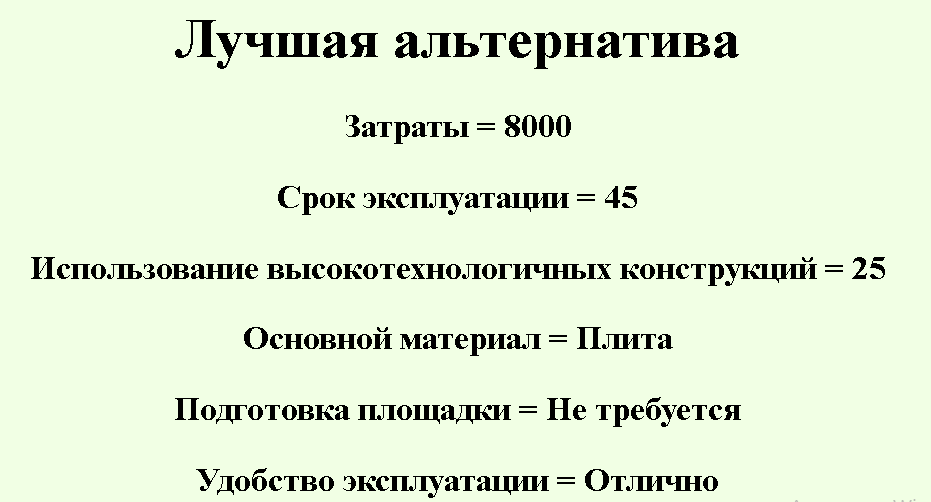 Лучшая альтернатива
Затраты = 8000
Срок эксплуатации = 45
Использование высокотехнологичных конструкций = 25
Основной материал = Плита
Подготовка площадки = Не требуется
Удобство эксплуатации = Отлично